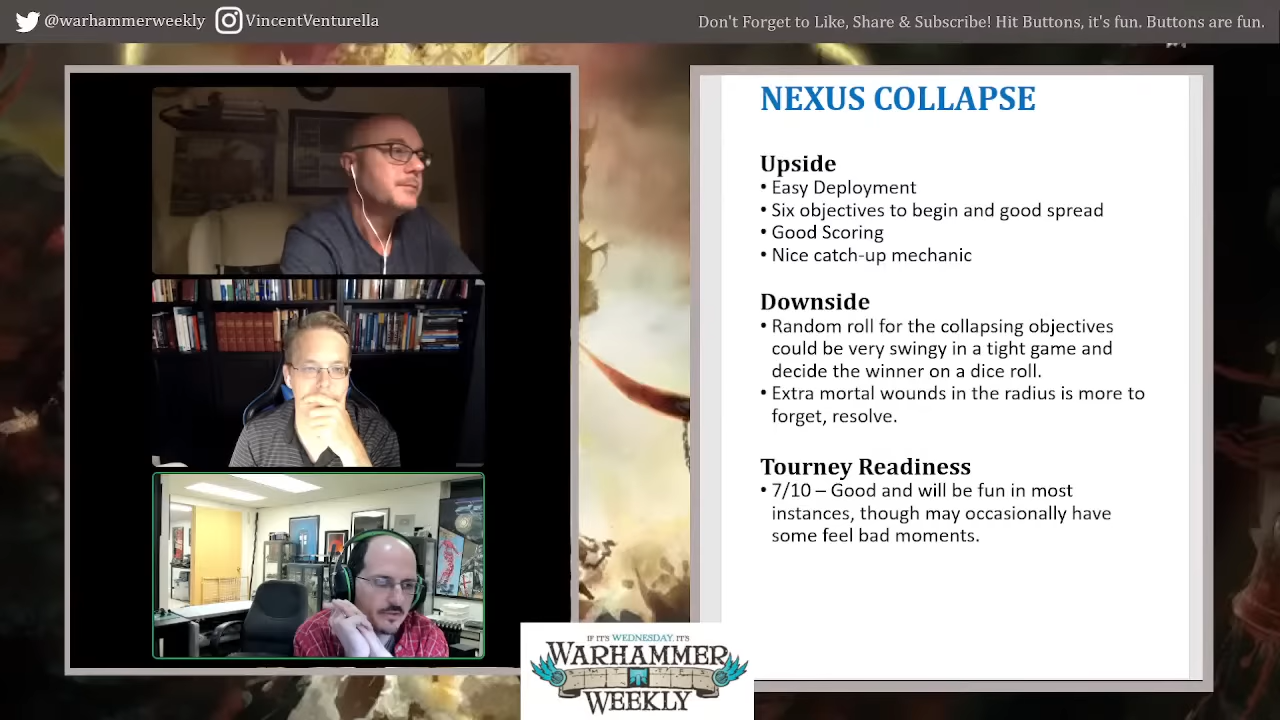 @warhammerweekly VincentVenturella
Don't Forget to Like, Share & Subscribe! Hit Buttons, it's fun. Buttons are fun.
NEXUS COLLAPSE
Upside
• Easy Deployment
• Six objectives to begin and good spread
• Good Scoring
• Nice catch-up mechanic
Downside
• Random roll for the collapsing objectives
could be very swingy in a tight game and
decide the winner on a dice roll.
• Extra mortal wounds in the radius is more to
forget, resolve.
Tourney Readiness
• 7/10 – Good and will be fun in most
instances, though may occasionally have
some feel bad moments.
IF IT'S WEDNESDAY, IT'S
WARHAMMER
WEEKLY